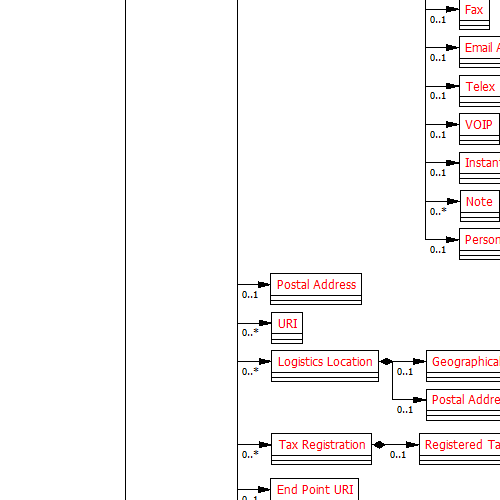 Fax
0..1
Email A
0..1
Telex
0..1
VOIP
0..1
Instan
0..1
Note
0..*
Person
0..1
Postal Address
0..1
URI
0..*
Logistics Location
0..*
Geographical
0..1
Postal Addre
0..1
Tax Registration
0..*
Registered Ta
0..1
End Point URI
0..1